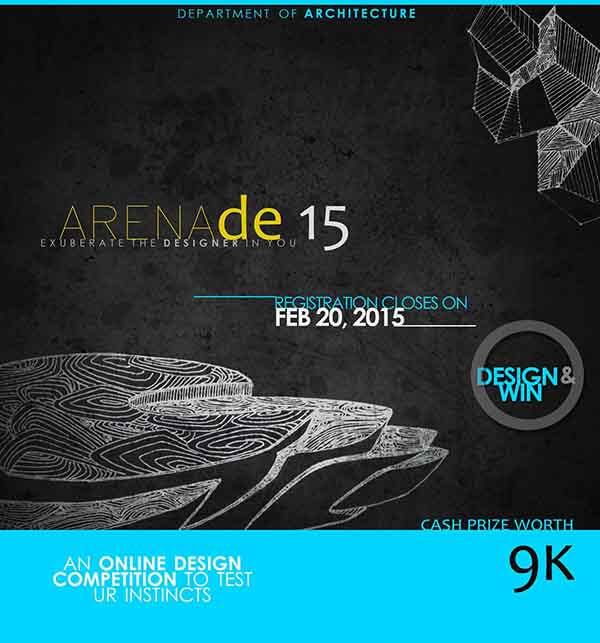 DEPARTMENT OF ARCHITECTURE
ARENAde 15
EXUBERATE THE DESIGNER IN YOU
REGISTRATION CLOSES ON
FEB 20, 2015
DESIGN &
WIN
CASH PRIZE WORTH
9K
AN ONLINE DESIGN
COMPETITION TO TEST
UR INSTINCTS